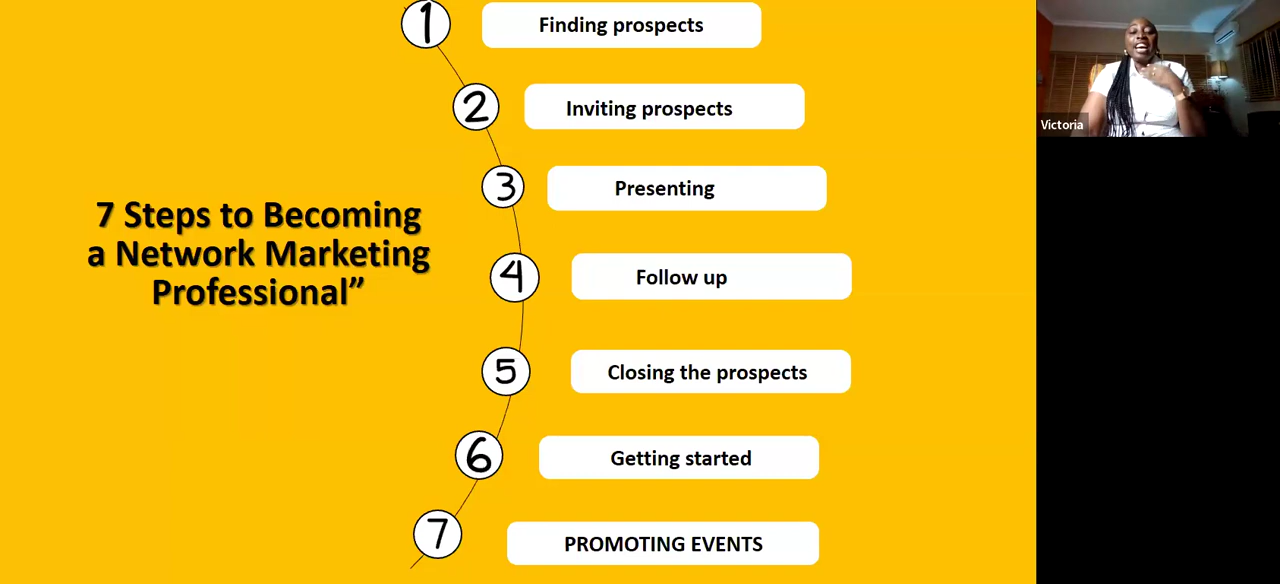 7 Steps to Becoming
a Network Marketing
Professional”
1
Finding prospects
2
Inviting prospects
3
Presenting
4
Follow up
5
Closing the prospects
6
Getting started
7
PROMOTING EVENTS
Victoria